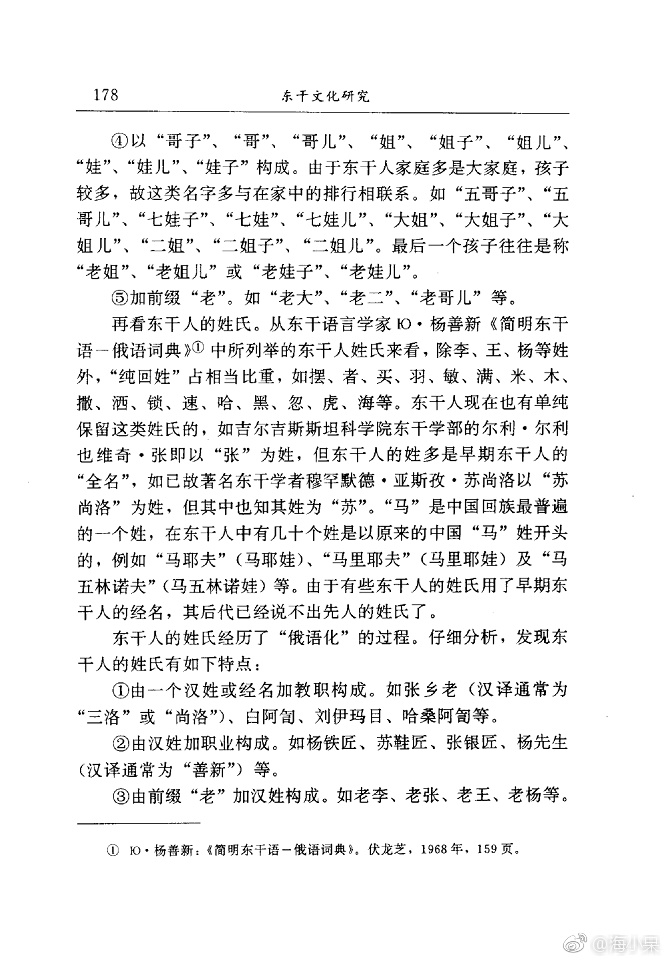 178 东干文化研究
④以“哥子”、“哥”、“哥儿”、“姐”、“姐子”、“姐儿”、
“娃”、“娃儿”、“娃子”构成。由于东干人家庭多是大家庭，孩子
较多，故这类名字多与在家中的排行相联系。如“五哥子”、“五
哥儿”、“七娃子”、“七娃”、“七娃儿”、“大姐”、“大姐子”、“大
姐儿”、“二姐”、“二姐子”、“二姐儿”。最后一个孩子往往是称
“老姐”、“老姐儿”或“老娃子”、“老娃儿”。
⑤加前缀“老”。如“老大”、“老二”、“老哥儿”等。
再看东干人的姓氏。从东干语言学家Ю·杨善新《简明东干
语－俄语词典》① 中所列举的东干人姓氏来看，除李、王、杨等姓
外，“纯回姓”占相当比重，如摆、者、买、羽、敏、满、米、木、
撒、洒、锁、速、哈、黑、忽、虎、海等。东干人现在也有单纯
保留这类姓氏的，如吉尔吉斯斯坦科学院东干学部的尔利·尔利
也维奇·张即以“张”为姓，但东干人的姓多是早期东干人的
“全名”，如已故著名东干学者穆罕默德·亚斯孜·苏尚洛以“苏
尚洛”为姓，但其中也知其姓为“苏”。“马”是中国回族最普遍
的一个姓，在东干人中有几十个姓是以原来的中国“马”姓开头
的，例如“马耶夫”（马耶娃）、“马里耶夫”（马里耶娃）及“马
五林诺夫”（马五林诺娃）等。由于有些东干人的姓氏用了早期东
干人的经名，其后代已经说不出先人的姓氏了。
东干人的姓氏经历了“俄语化”的过程。仔细分析，发现东
干人的姓氏有如下特点：
①由一个汉姓或经名加教职构成。如张乡老（汉译通常为
“三洛”或“尚洛”）、白阿訇、刘伊玛目、哈桑阿訇等。
②由汉姓加职业构成。如杨铁匠、苏鞋匠、张银匠、杨先生
（汉译通常为“善新”）等。
③由前缀“老”加汉姓构成。如老李、老张、老王、老杨等。
① Ю·杨善新：《简明东干语－俄语词典》。伏龙芝，1968年，159页。
@海小呆